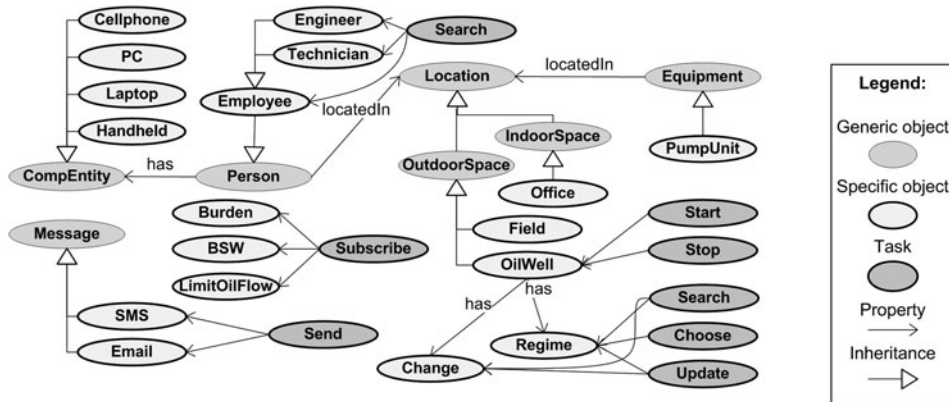 Cellphone
PC
Laptop
Handheld
CompEntity
has
Engineer
Technician
Employee
Person
Search
locatedIn
Location
locatedIn
Equipment
PumpUnit
IndoorSpace
OutdoorSpace
Office
Field
OilWell
Message
SMS
Email
Burden
BSW
LimitOilFlow
Subscribe
Send
has
has
Change
Regime
Start
Stop
Search
Choose
Update
Legend:
Generic object
Specific object
Task
Property
Inheritance